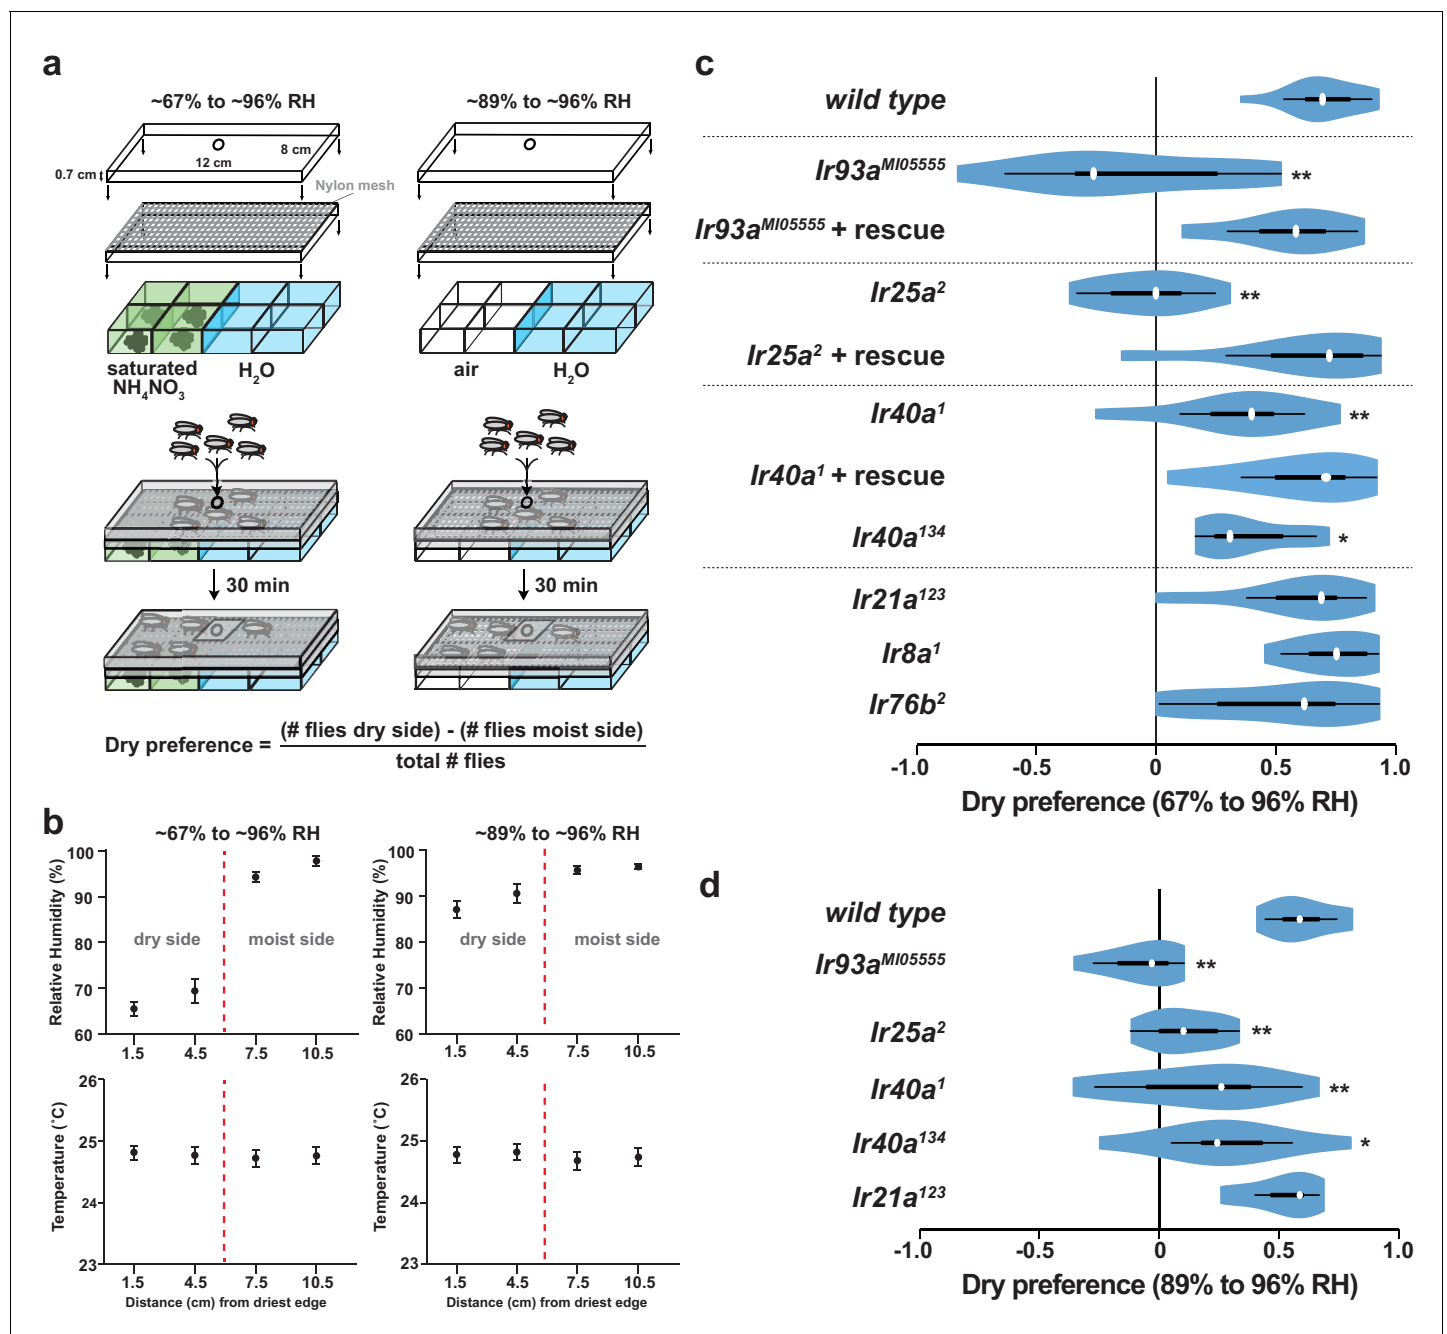 a
~67% to ~96% RH
~89% to ~96% RH
8 cm
12 cm
0.7 cm
Nylon mesh
saturated
NH4NO3
H2O
air
H2O
30 min
30 min
Dry preference = (# flies dry side) - (# flies moist side)
total # flies
b
~67% to ~96% RH
~89% to ~96% RH
Relative Humidity (%)
100
90
80
70
60
dry side
moist side
1.5 4.5 7.5 10.5
Relative Humidity (%)
100
90
80
70
60
dry side
moist side
1.5 4.5 7.5 10.5
Temperature (˚C)
26
25
24
23
1.5 4.5 7.5 10.5
Distance (cm) from driest edge
Temperature (˚C)
26
25
24
23
1.5 4.5 7.5 10.5
Distance (cm) from driest edge
c
wild type
Ir93aMI05555 **
Ir93aMI05555 + rescue
Ir25a2 **
Ir25a2 + rescue
Ir40a1 **
Ir40a1 + rescue
Ir40a134 *
Ir21a123
Ir8a1
Ir76b2
-1.0 -0.5 0 0.5 1.0
Dry preference (67% to 96% RH)
d
wild type
Ir93aMI05555 **
Ir25a2 **
Ir40a1 **
Ir40a134 *
Ir21a123
-1.0 -0.5 0 0.5 1.0
Dry preference (89% to 96% RH)